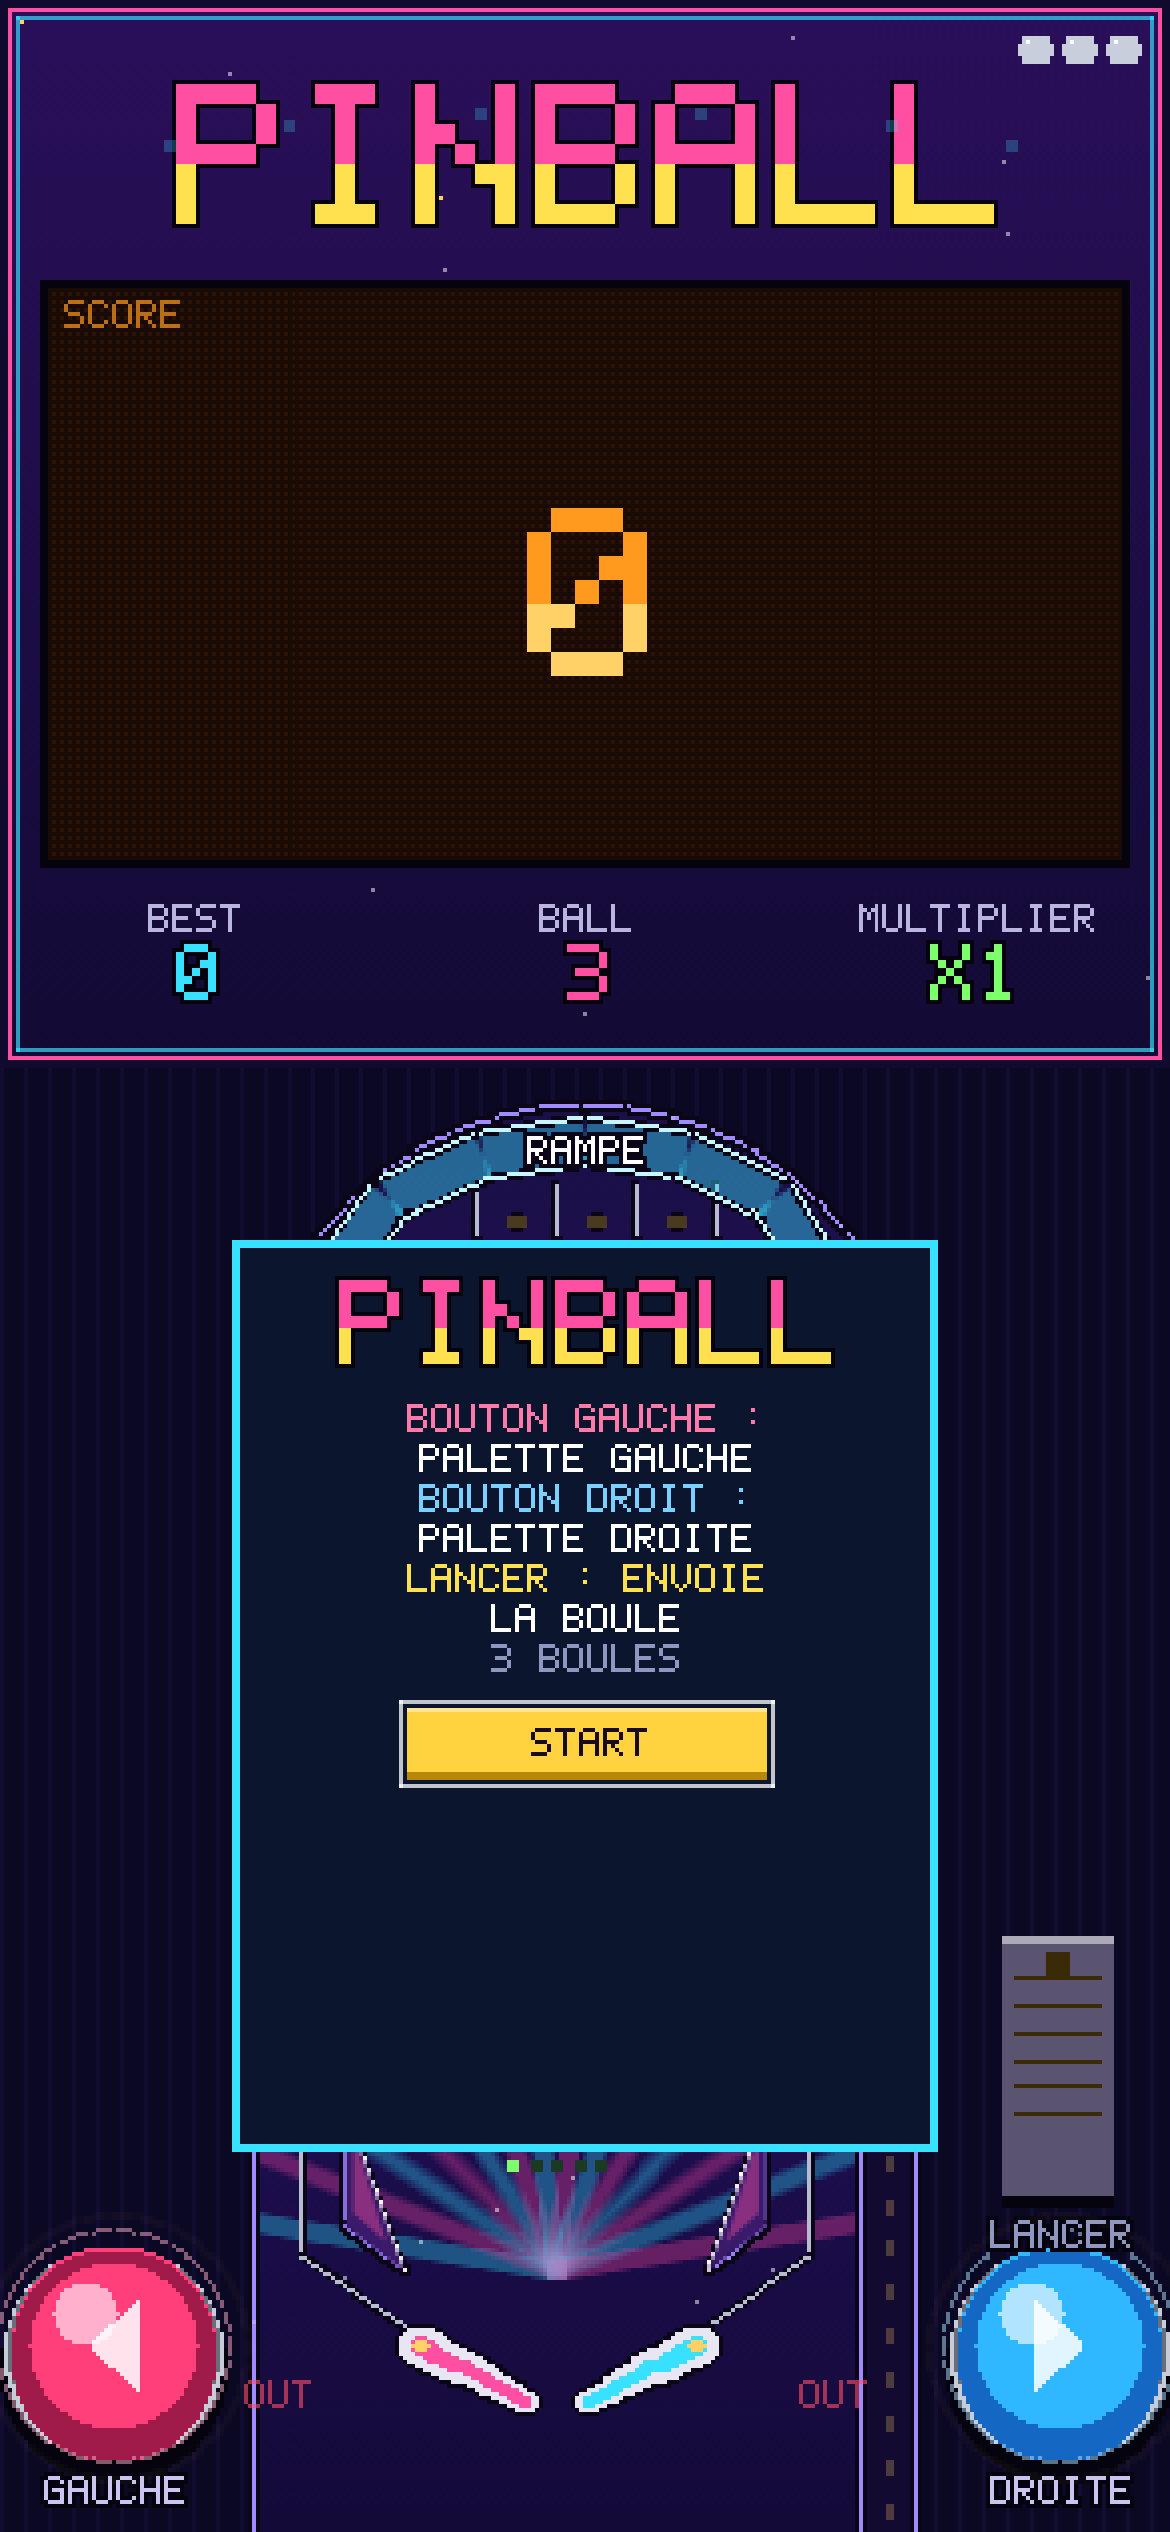 PINBALL
SCORE
0
BEST
0
BALL
3
MULTIPLIER
X1
RAMPE
PINBALL
BOUTON GAUCHE :
PALETTE GAUCHE
BOUTON DROIT :
PALETTE DROITE
LANCER : ENVOIE
LA BOULE
3 BOULES
START
LANCER
OUT
OUT
GAUCHE
DROITE